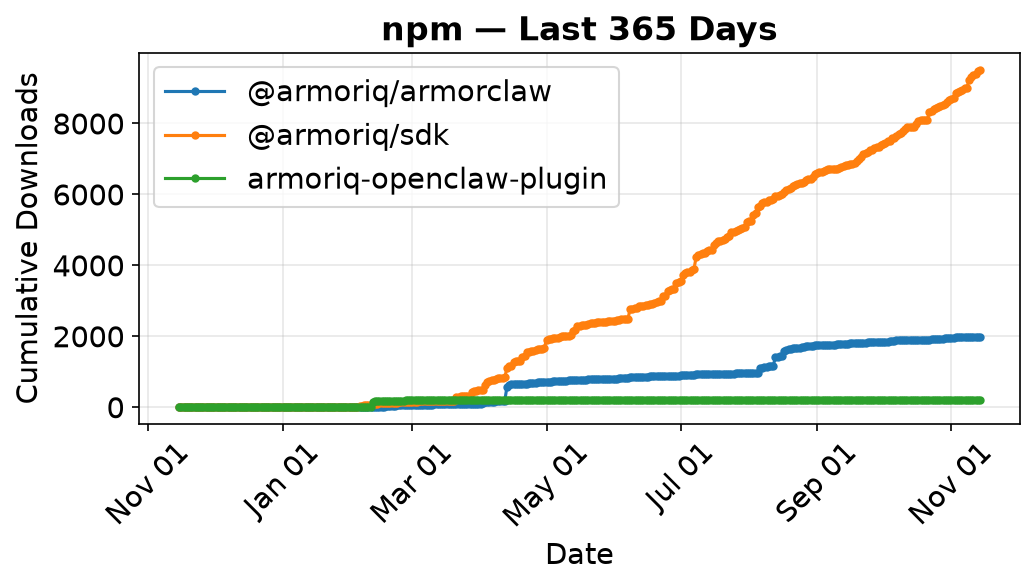 npm — Last 365 Days
@armoriq/armorclaw
@armoriq/sdk
armoriq-openclaw-plugin
Cumulative Downloads
8000
6000
4000
2000
0
Nov 01
Jan 01
Mar 01
May 01
Jul 01
Sep 01
Nov 01
Date